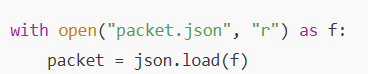 with open("packet.json", "r") as f:
    packet = json.load(f)